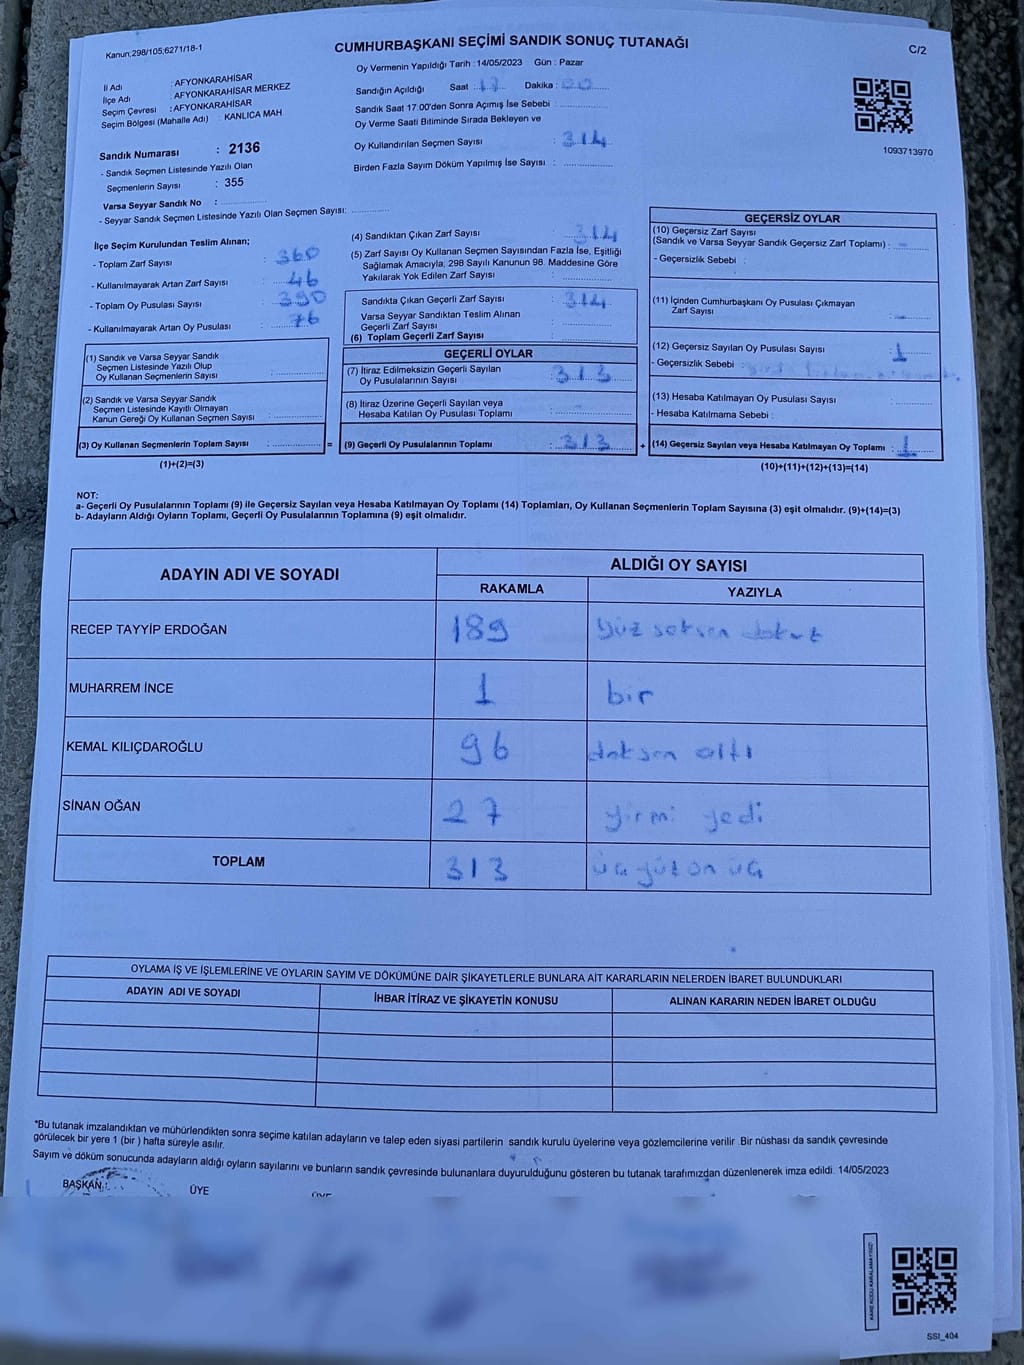 Kanun:298/105;6271/18-1
CUMHURBAŞKANI SEÇİMİ SANDIK SONUÇ TUTANAĞI
C/2
İl Adı : AFYONKARAHİSAR
İlçe Adı : AFYONKARAHİSAR MERKEZ
Seçim Çevresi : AFYONKARAHİSAR
Seçim Bölgesi (Mahalle Adı) : KANLICA MAH
Sandık Numarası : 2136
- Sandık Seçmen Listesinde Yazılı Olan
Seçmenlerin Sayısı : 355
Varsa Seyyar Sandık No :
- Seyyar Sandık Seçmen Listesinde Yazılı Olan Seçmen Sayısı:
Oy Vermenin Yapıldığı Tarih : 14/05/2023 Gün : Pazar
Sandığın Açıldığı Saat : 17 Dakika : 00
Sandık Saat 17:00'den Sonra Açımış İse Sebebi :
Oy Verme Saati Bitiminde Sırada Bekleyen ve
Oy Kullandırılan Seçmen Sayısı : 314
Birden Fazla Sayım Döküm Yapılmış İse Sayısı :
1093713970
İlçe Seçim Kurulundan Teslim Alınan;
- Toplam Zarf Sayısı : 360
- Kullanılmayarak Artan Zarf Sayısı : 46
- Toplam Oy Pusulası Sayısı : 390
- Kullanılmayarak Artan Oy Pusulası : 76
(1) Sandık ve Varsa Seyyar Sandık
Seçmen Listesinde Yazılı Olup
Oy Kullanan Seçmenlerin Sayısı :
(2) Sandık ve Varsa Seyyar Sandık
Seçmen Listesinde Kayıtlı Olmayan
Kanun Gereği Oy Kullanan Seçmen Sayısı :
(3) Oy Kullanan Seçmenlerin Toplam Sayısı : =
(1)+(2)=(3)
(4) Sandıktan Çıkan Zarf Sayısı : 314
(5) Zarf Sayısı Oy Kullanan Seçmen Sayısından Fazla İse, Eşitliği
Sağlamak Amacıyla; 298 Sayılı Kanunun 98. Maddesine Göre
Yakılarak Yok Edilen Zarf Sayısı :
Sandıkta Çıkan Geçerli Zarf Sayısı : 314
Varsa Seyyar Sandıktan Teslim Alınan
Geçerli Zarf Sayısı :
(6) Toplam Geçerli Zarf Sayısı :
GEÇERLİ OYLAR
(7) İtiraz Edilmeksizin Geçerli Sayılan
Oy Pusulalarının Sayısı : 313
(8) İtiraz Üzerine Geçerli Sayılan veya
Hesaba Katılan Oy Pusulası Toplamı :
(9) Geçerli Oy Pusulalarının Toplamı : 313 +
GEÇERSİZ OYLAR
(10) Geçersiz Zarf Sayısı
(Sandık ve Varsa Seyyar Sandık Geçersiz Zarf Toplamı) : -
- Geçersizlik Sebebi :
(11) İçinden Cumhurbaşkanı Oy Pusulası Çıkmayan
Zarf Sayısı : -
(12) Geçersiz Sayılan Oy Pusulası Sayısı : 1
- Geçersizlik Sebebi :
(13) Hesaba Katılmayan Oy Pusulası Sayısı :
- Hesaba Katılmama Sebebi :
(14) Geçersiz Sayılan veya Hesaba Katılmayan Oy Toplamı : 1
(10)+(11)+(12)+(13)=(14)
NOT:
a- Geçerli Oy Pusulalarının Toplamı (9) ile Geçersiz Sayılan veya Hesaba Katılmayan Oy Toplamı (14) Toplamları, Oy Kullanan Seçmenlerin Toplam Sayısına (3) eşit olmalıdır. (9)+(14)=(3)
b- Adayların Aldığı Oyların Toplamı, Geçerli Oy Pusulalarının Toplamına (9) eşit olmalıdır.
ADAYIN ADI VE SOYADI ALDIĞI OY SAYISI
RAKAMLA YAZIYLA
RECEP TAYYİP ERDOĞAN 189 yüz seksen dokuz
MUHARREM İNCE 1 bir
KEMAL KILIÇDAROĞLU 96 doksan altı
SİNAN OĞAN 27 yirmi yedi
TOPLAM 313 üç yüz on üç
OYLAMA İŞ VE İŞLEMLERİNE VE OYLARIN SAYIM VE DÖKÜMÜNE DAİR ŞİKAYETLERLE BUNLARA AİT KARARLARIN NELERDEN İBARET BULUNDUKLARI
ADAYIN ADI VE SOYADI İHBAR İTİRAZ VE ŞİKAYETİN KONUSU ALINAN KARARIN NEDEN İBARET OLDUĞU
*Bu tutanak imzalandıktan ve mühürlendikten sonra seçime katılan adayların ve talep eden siyasi partilerin sandık kurulu üyelerine veya gözlemcilerine verilir .Bir nüshası da sandık çevresinde
görülecek bir yere 1 (bir ) hafta süreyle asılır.
Sayım ve döküm sonucunda adayların aldığı oyların sayılarını ve bunların sandık çevresinde bulunanlara duyurulduğunu gösteren bu tutanak tarafımızdan düzenlenerek imza edildi. 14/05/2023
BAŞKAN: ÜYE ÜYE
KARE KODU KARALAMAYINIZ!
SSI_404